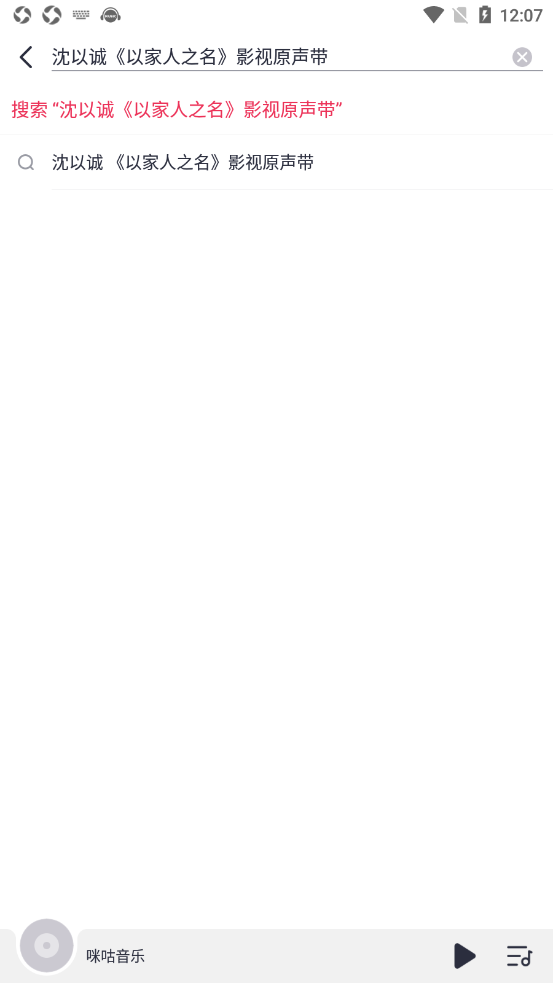 12:07
沈以诚《以家人之名》影视原声带
搜索 “沈以诚《以家人之名》影视原声带”
沈以诚 《以家人之名》影视原声带
咪咕音乐